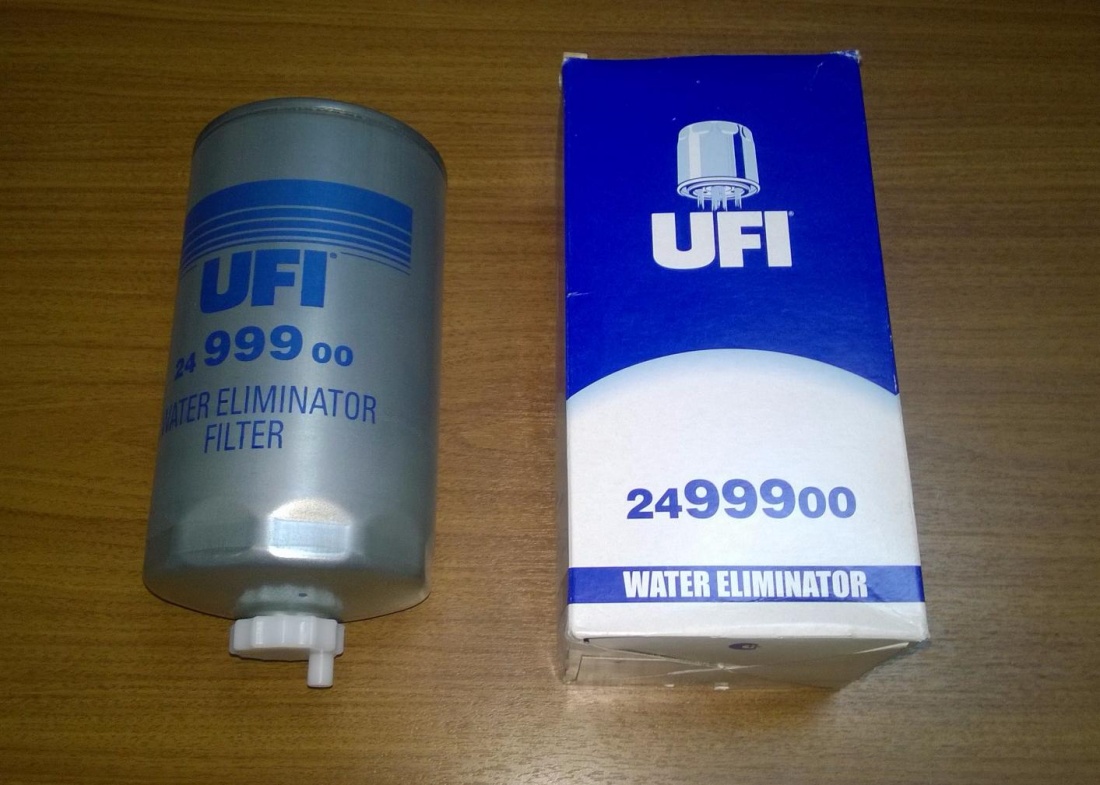 UFI
24 999 00
WATER ELIMINATOR
FILTER
UFI
2499900
WATER ELIMINATOR